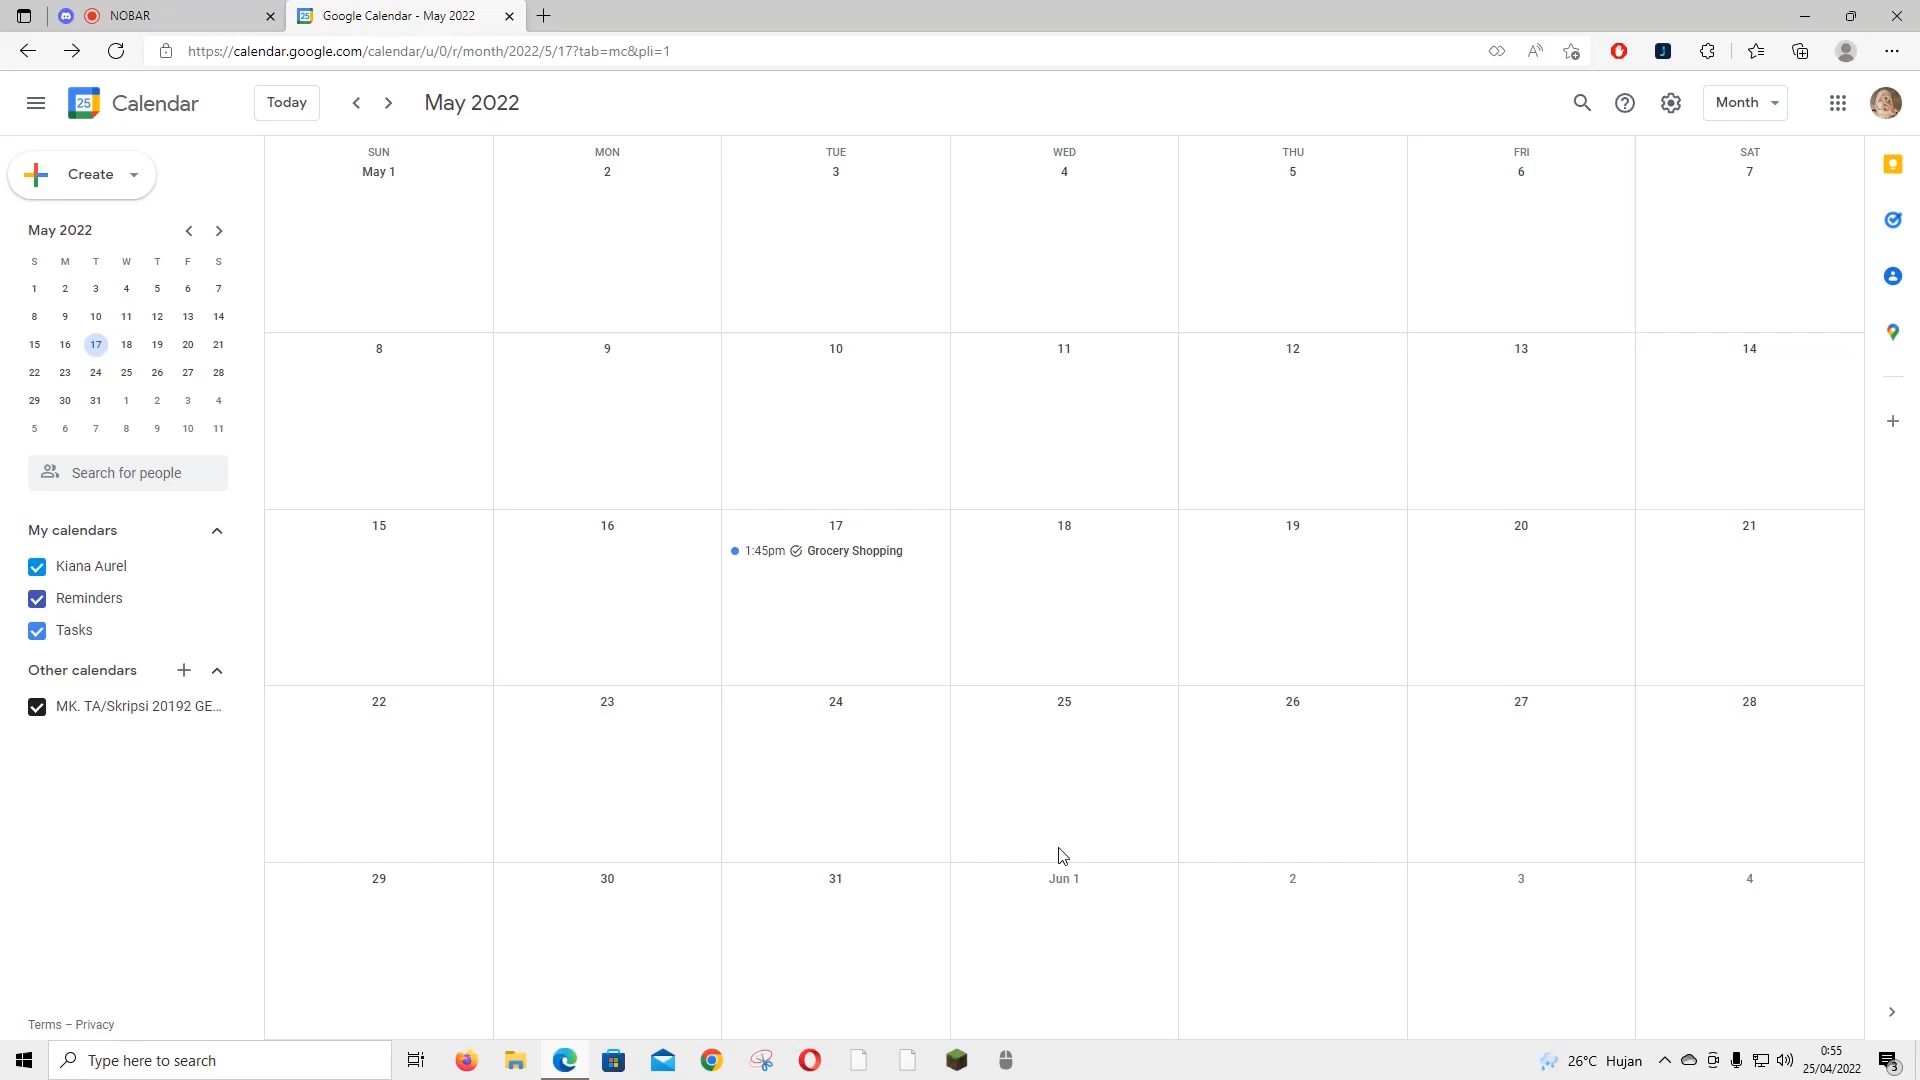 NOBAR
Google Calendar - May 2022
https://calendar.google.com/calendar/u/0/r/month/2022/5/17?tab=mc&pli=1
25 Calendar
Today
May 2022
Month
Create
May 2022
S M T W T F S
1 2 3 4 5 6 7
8 9 10 11 12 13 14
15 16 17 18 19 20 21
22 23 24 25 26 27 28
29 30 31 1 2 3 4
5 6 7 8 9 10 11
Search for people
My calendars
Kiana Aurel
Reminders
Tasks
Other calendars
MK. TA/Skripsi 20192 GE...
Terms – Privacy
SUN MON TUE WED THU FRI SAT
May 1 2 3 4 5 6 7
8 9 10 11 12 13 14
15 16 17 18 19 20 21
1:45pm Grocery Shopping
22 23 24 25 26 27 28
29 30 31 Jun 1 2 3 4
Type here to search
26°C Hujan
0:55
25/04/2022
3